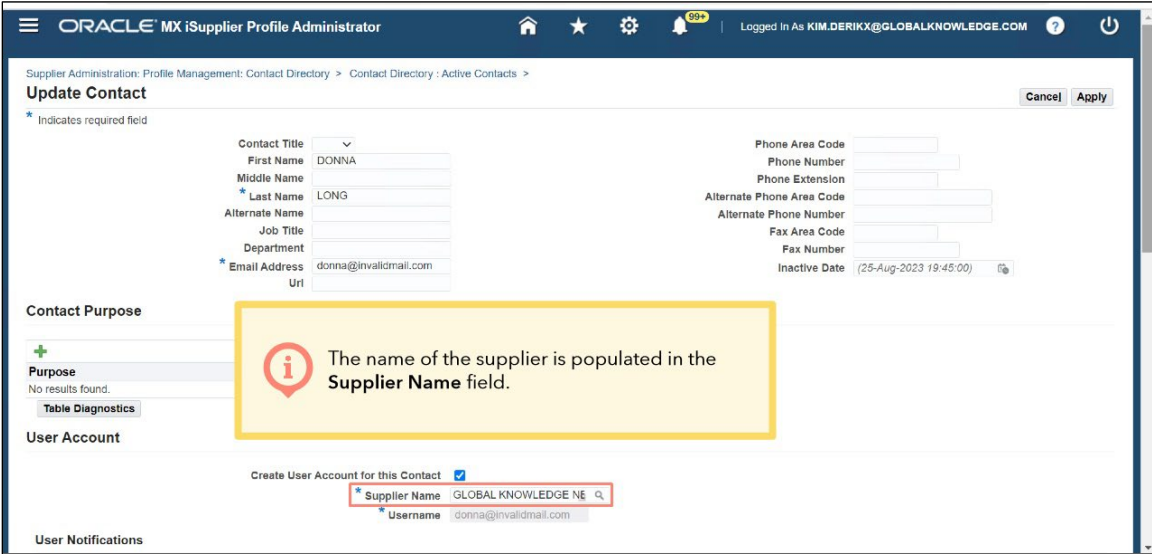 ORACLE MX iSupplier Profile Administrator 99+ Logged In As KIM.DERIKX@GLOBALKNOWLEDGE.COM ?
Supplier Administration: Profile Management: Contact Directory > Contact Directory : Active Contacts >
Update Contact
Cancel Apply
* Indicates required field
Contact Title
First Name DONNA
Middle Name
* Last Name LONG
Alternate Name
Job Title
Department
* Email Address donna@invalidmail.com
Url
Phone Area Code
Phone Number
Phone Extension
Alternate Phone Area Code
Alternate Phone Number
Fax Area Code
Fax Number
Inactive Date (25-Aug-2023 19:45:00)
Contact Purpose
Purpose
No results found.
Table Diagnostics
The name of the supplier is populated in the
Supplier Name field.
User Account
Create User Account for this Contact
* Supplier Name GLOBAL KNOWLEDGE NE
* Username donna@invalidmail.com
User Notifications